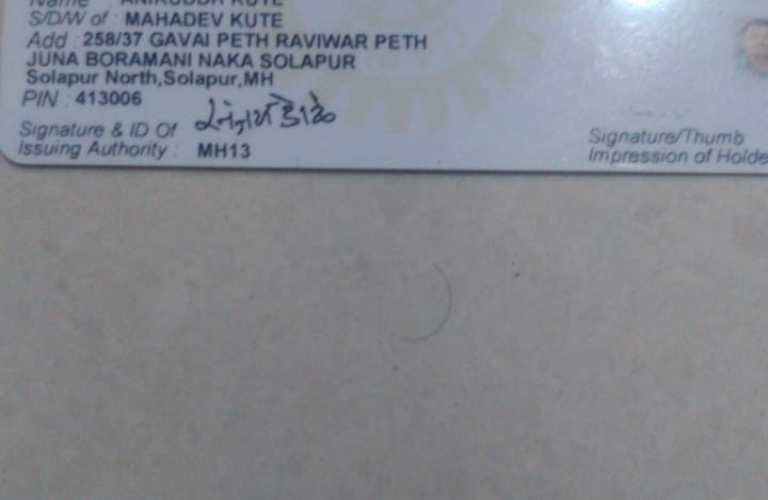 Name : ANIRUDDH KUTE
S/D/W of : MAHADEV KUTE
Add : 258/37 GAVAI PETH RAVIWAR PETH
JUNA BORAMANI NAKA SOLAPUR
Solapur North,Solapur,MH
PIN : 413006
Signature & ID Of
Issuing Authority : MH13
Signature/Thumb
Impression of Holde